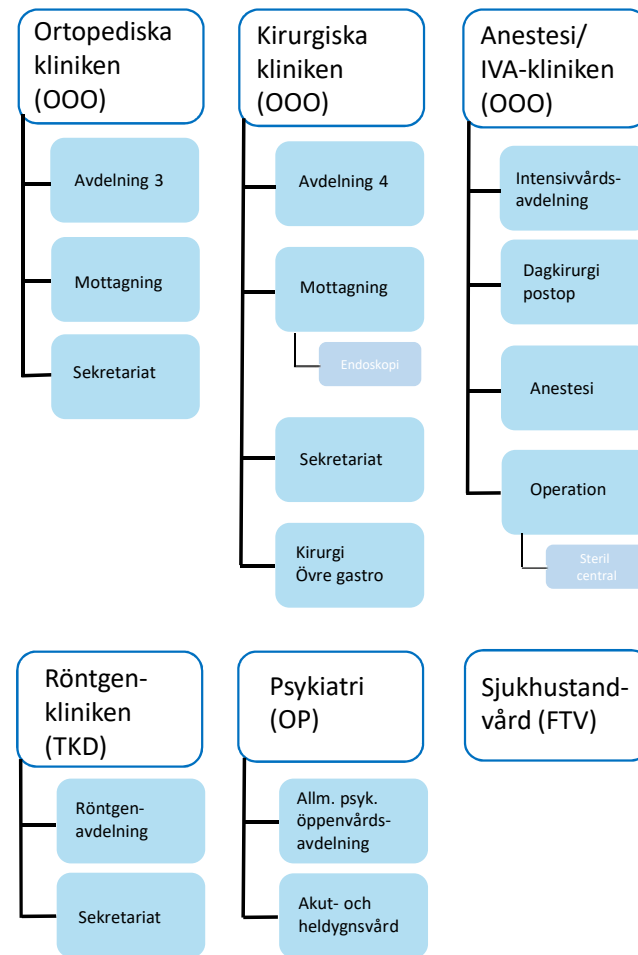 Ortopediska
kliniken
(OOO)
Avdelning 3
Mottagning
Sekretariat
Kirurgiska
kliniken
(OOO)
Avdelning 4
Mottagning
Endoskopi
Sekretariat
Kirurgi
Övre gastro
Anestesi/
IVA-kliniken
(OOO)
Intensivvårds-
avdelning
Dagkirurgi
postop
Anestesi
Operation
Steril
central
Röntgen-
kliniken
(TKD)
Röntgen-
avdelning
Sekretariat
Psykiatri
(OP)
Allm. psyk.
öppenvårds-
avdelning
Akut- och
heldygnsvård
Sjukhustand-
vård (FTV)